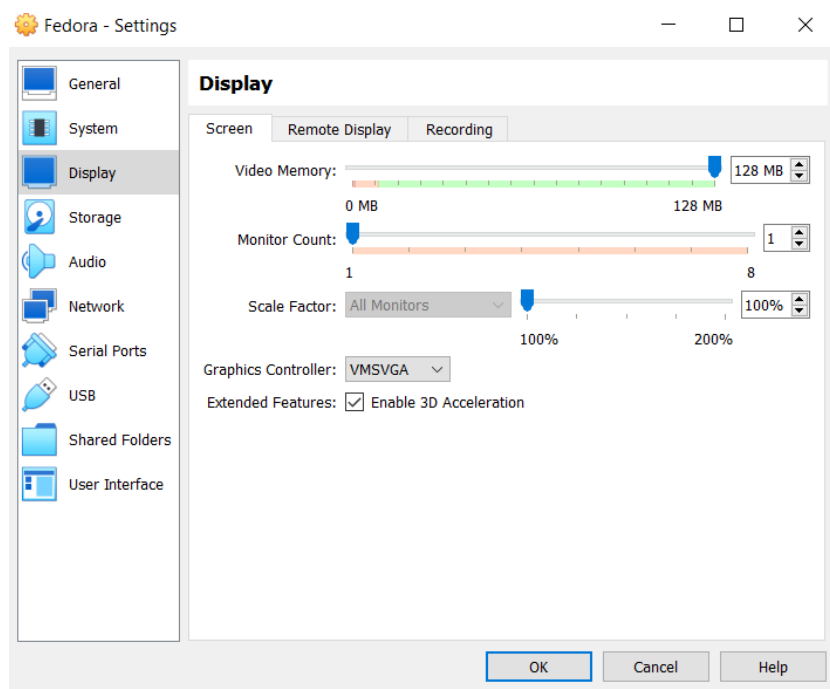 Fedora - Settings
General
System
Display
Storage
Audio
Network
Serial Ports
USB
Shared Folders
User Interface
Display
Screen Remote Display Recording
Video Memory: 128 MB
0 MB 128 MB
Monitor Count: 1
1 8
Scale Factor: All Monitors 100%
100% 200%
Graphics Controller: VMSVGA
Extended Features: Enable 3D Acceleration
OK Cancel Help